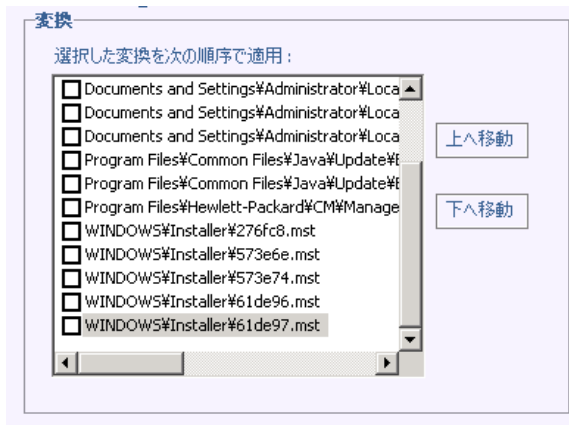 変換
選択した変換を次の順序で適用：
Documents and Settings¥Administrator¥Loca
Documents and Settings¥Administrator¥Loca
Documents and Settings¥Administrator¥Loca
Program Files¥Common Files¥Java¥Update¥B
Program Files¥Common Files¥Java¥Update¥B
Program Files¥Hewlett-Packard¥CM¥Manage
WINDOWS¥Installer¥276fc8.mst
WINDOWS¥Installer¥573e6e.mst
WINDOWS¥Installer¥573e74.mst
WINDOWS¥Installer¥61de96.mst
WINDOWS¥Installer¥61de97.mst
上へ移動
下へ移動